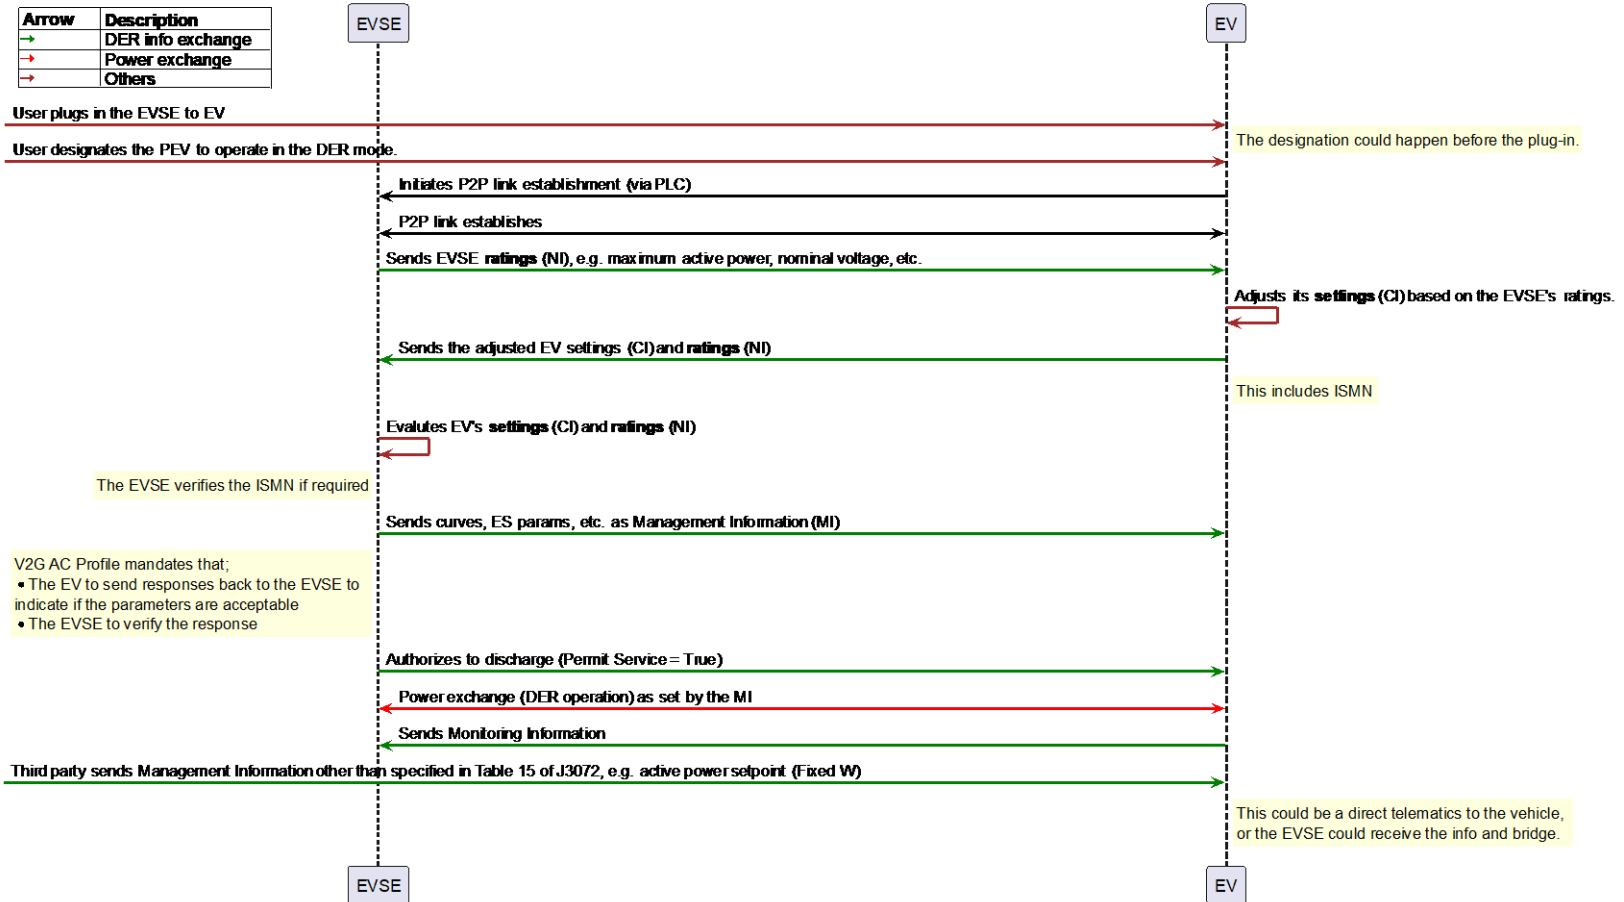 Arrow Description
→ DER info exchange
→ Power exchange
→ Others
EVSE
EV
User plugs in the EVSE to EV
The designation could happen before the plug-in.
User designates the PEV to operate in the DER mode.
Initiates P2P link establishment (via PLC)
P2P link establishes
Sends EVSE ratings (NI), e.g. maximum active power, nominal voltage, etc.
Adjusts its settings (CI) based on the EVSE's ratings.
Sends the adjusted EV settings (CI) and ratings (NI)
This includes ISMN
Evalutes EV's settings (CI) and ratings (NI)
The EVSE verifies the ISMN if required
Sends curves, ES params, etc. as Management Information (MI)
V2G AC Profile mandates that;
• The EV to send responses back to the EVSE to
indicate if the parameters are acceptable
• The EVSE to verify the response
Authorizes to discharge (Permit Service = True)
Power exchange (DER operation) as set by the MI
Sends Monitoring Information
Third party sends Management Information other than specified in Table 15 of J3072, e.g. active power setpoint (Fixed W)
This could be a direct telematics to the vehicle,
or the EVSE could receive the info and bridge.
EVSE
EV